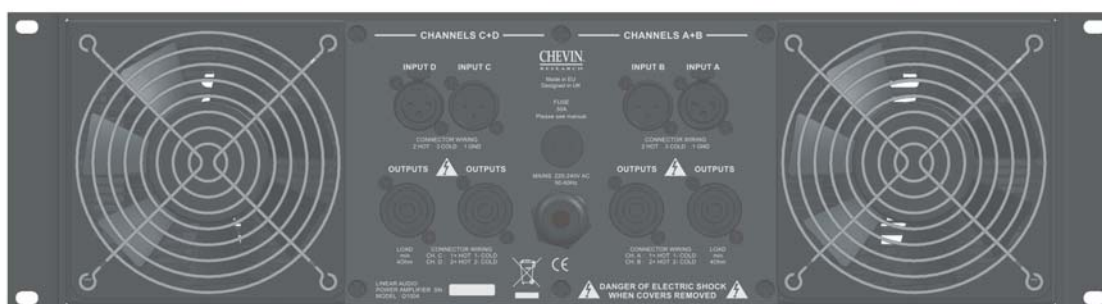 CHANNELS C+D
CHANNELS A+B
CHEVIN
RESEARCH
Made in EU
Designed in UK
INPUT D INPUT C
INPUT B INPUT A
FUSE
Please see manual
CONNECTOR WIRING
2 HOT 3 COLD 1 GND
CONNECTOR WIRING
2 HOT 3 COLD 1 GND
OUTPUTS OUTPUTS
MAINS 220-240V AC
50-60Hz
OUTPUTS OUTPUTS
LOAD
min
4Ohm
CONNECTOR WIRING
CH. C : 1+ HOT 1- COLD
CH. D : 2+ HOT 2- COLD
CONNECTOR WIRING
CH. A : 1+ HOT 1- COLD
CH. B : 2+ HOT 2- COLD
LOAD
min
4Ohm
CE
LINEAR AUDIO
POWER AMPLIFIER SN:
MODEL :
DANGER OF ELECTRIC SHOCK
WHEN COVERS REMOVED